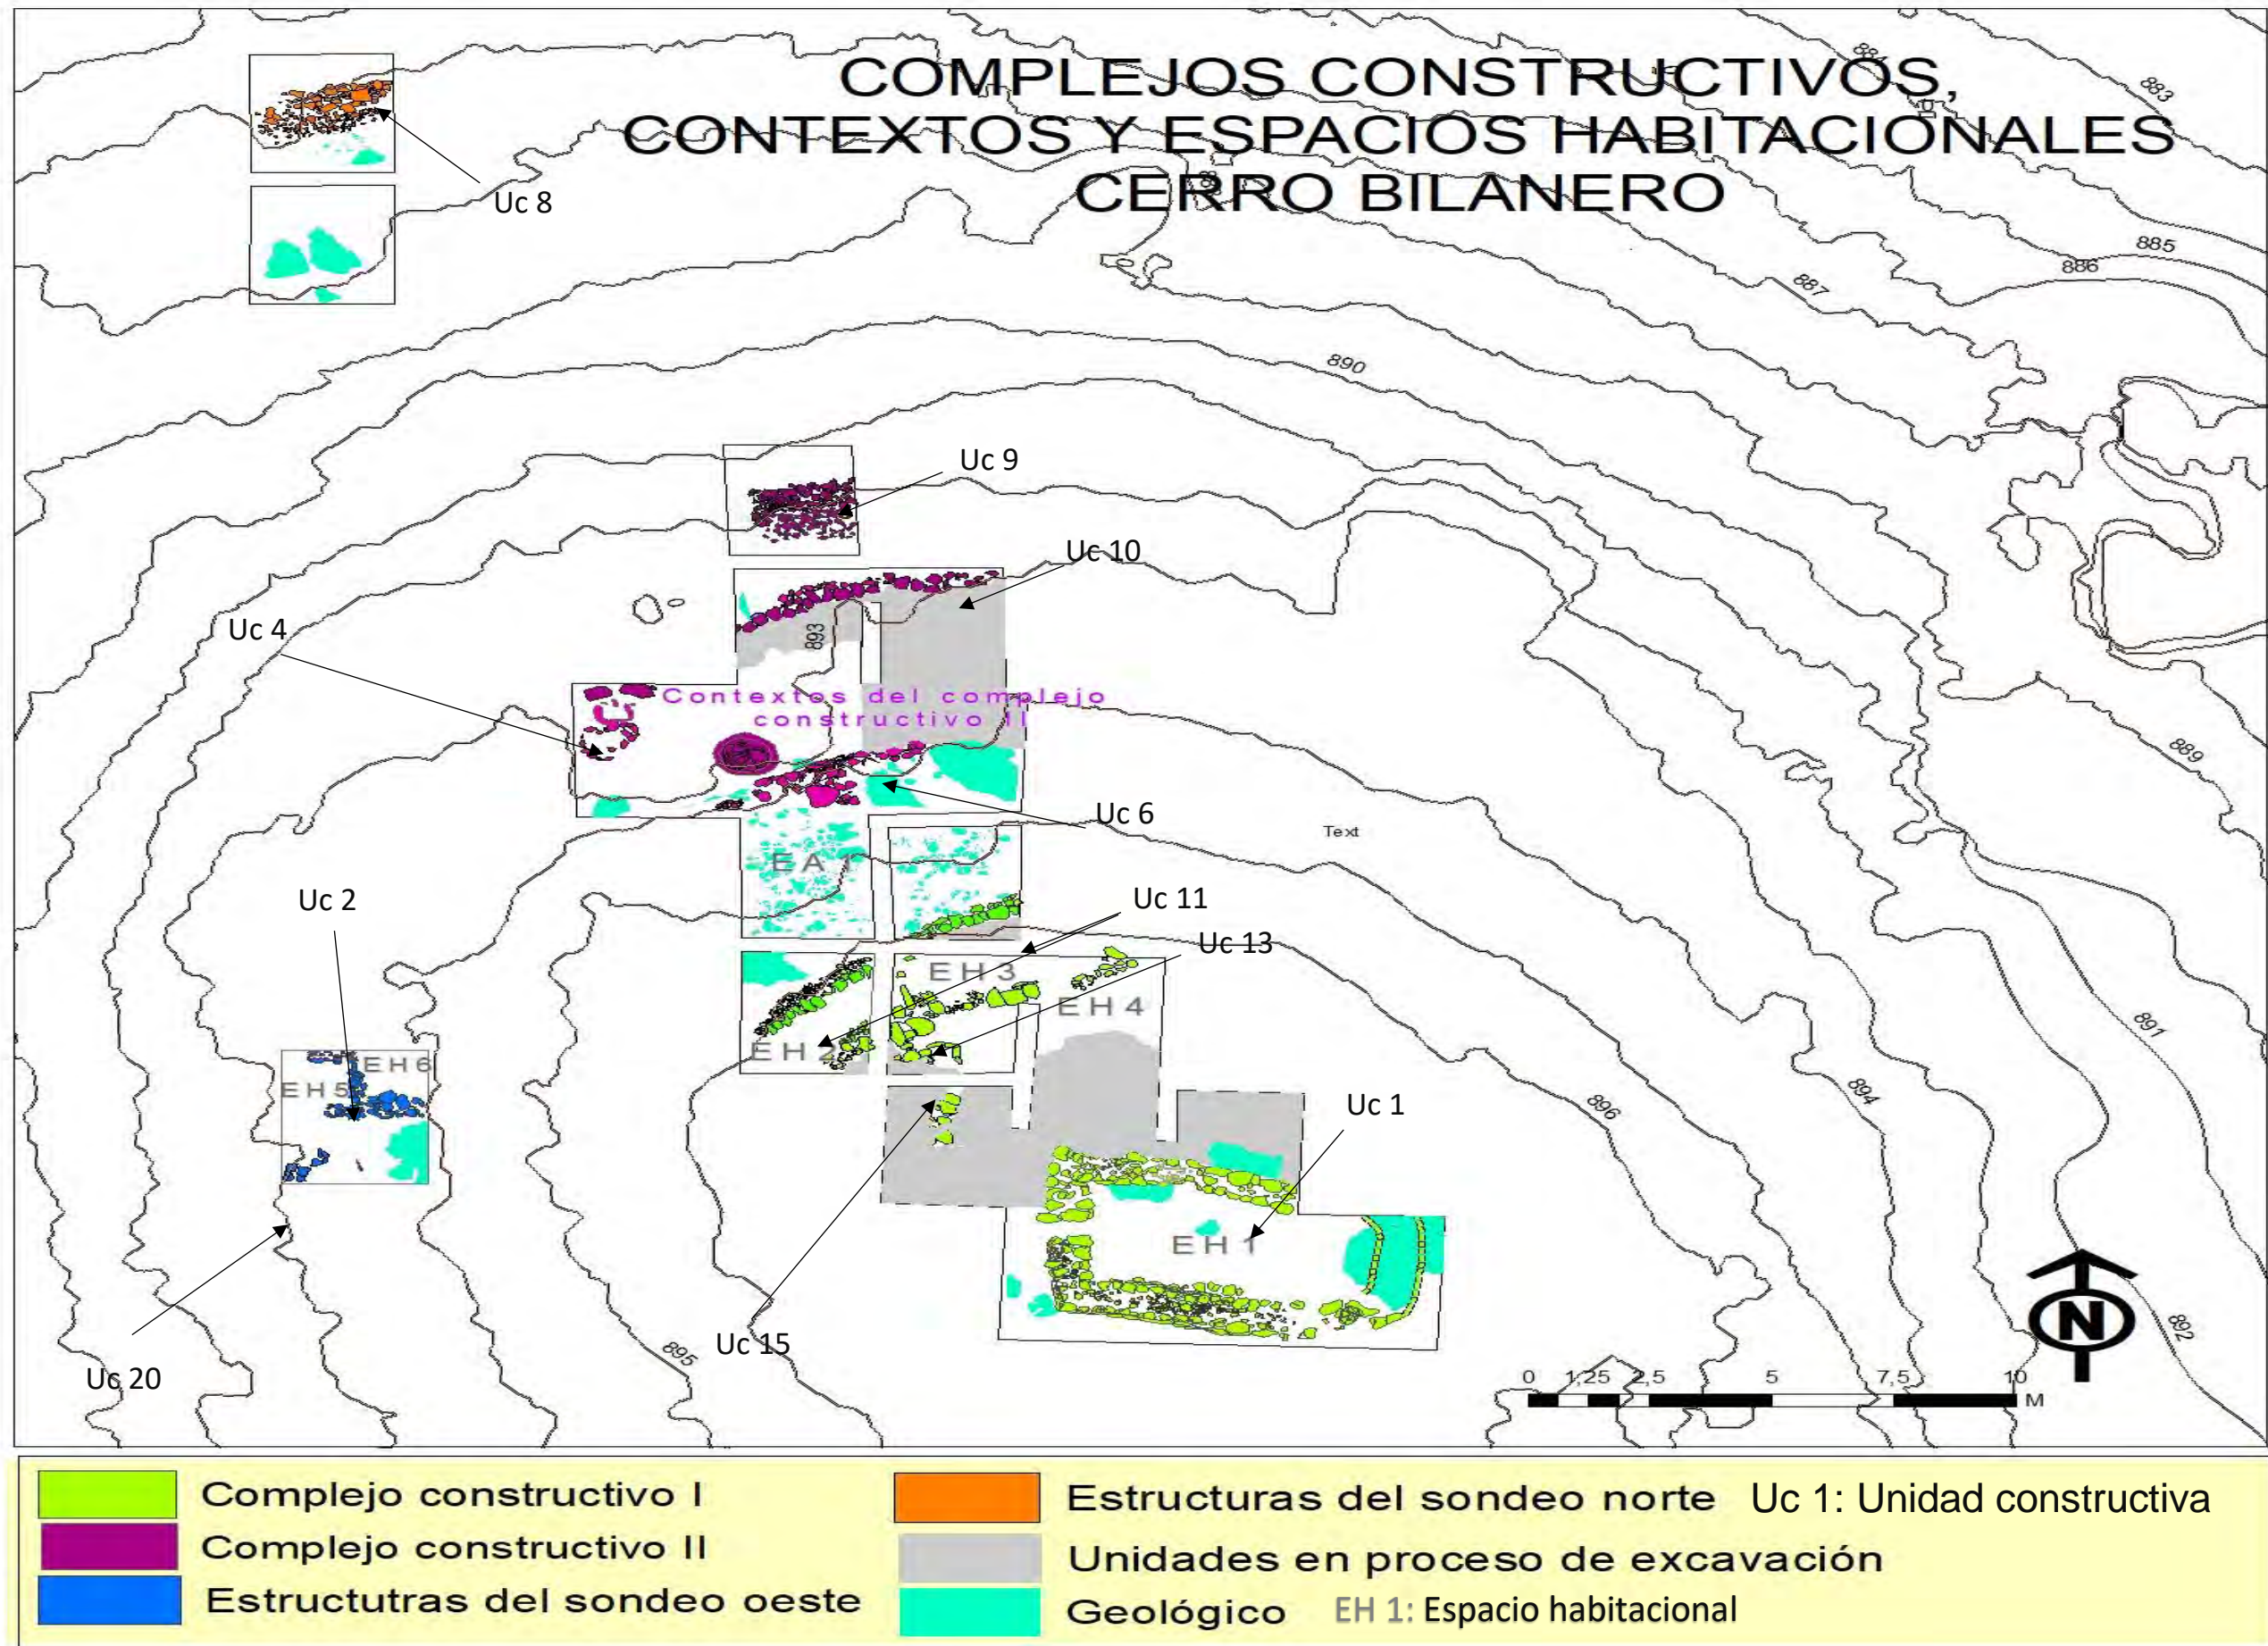 COMPLEJOS CONSTRUCTIVOS,
CONTEXTOS Y ESPACIOS HABITACIONALES
CERRO BILANERO
883
885
886
887
890
Uc 8
Uc 9
Uc 10
893
Uc 4
Contextos del complejo
constructivo II
889
Uc 6
Text
EA 1
Uc 2
Uc 11
Uc 13
EH 3
EH 4
EH 2
891
EH 6
EH 5
894
896
Uc 1
EH 1
892
Uc 15
895
Uc 20
N
0 1,25 2,5 5 7,5 10
M
Complejo constructivo I
Complejo constructivo II
Estructutras del sondeo oeste
Estructuras del sondeo norte
Unidades en proceso de excavación
Geológico
Uc 1: Unidad constructiva
EH 1: Espacio habitacional